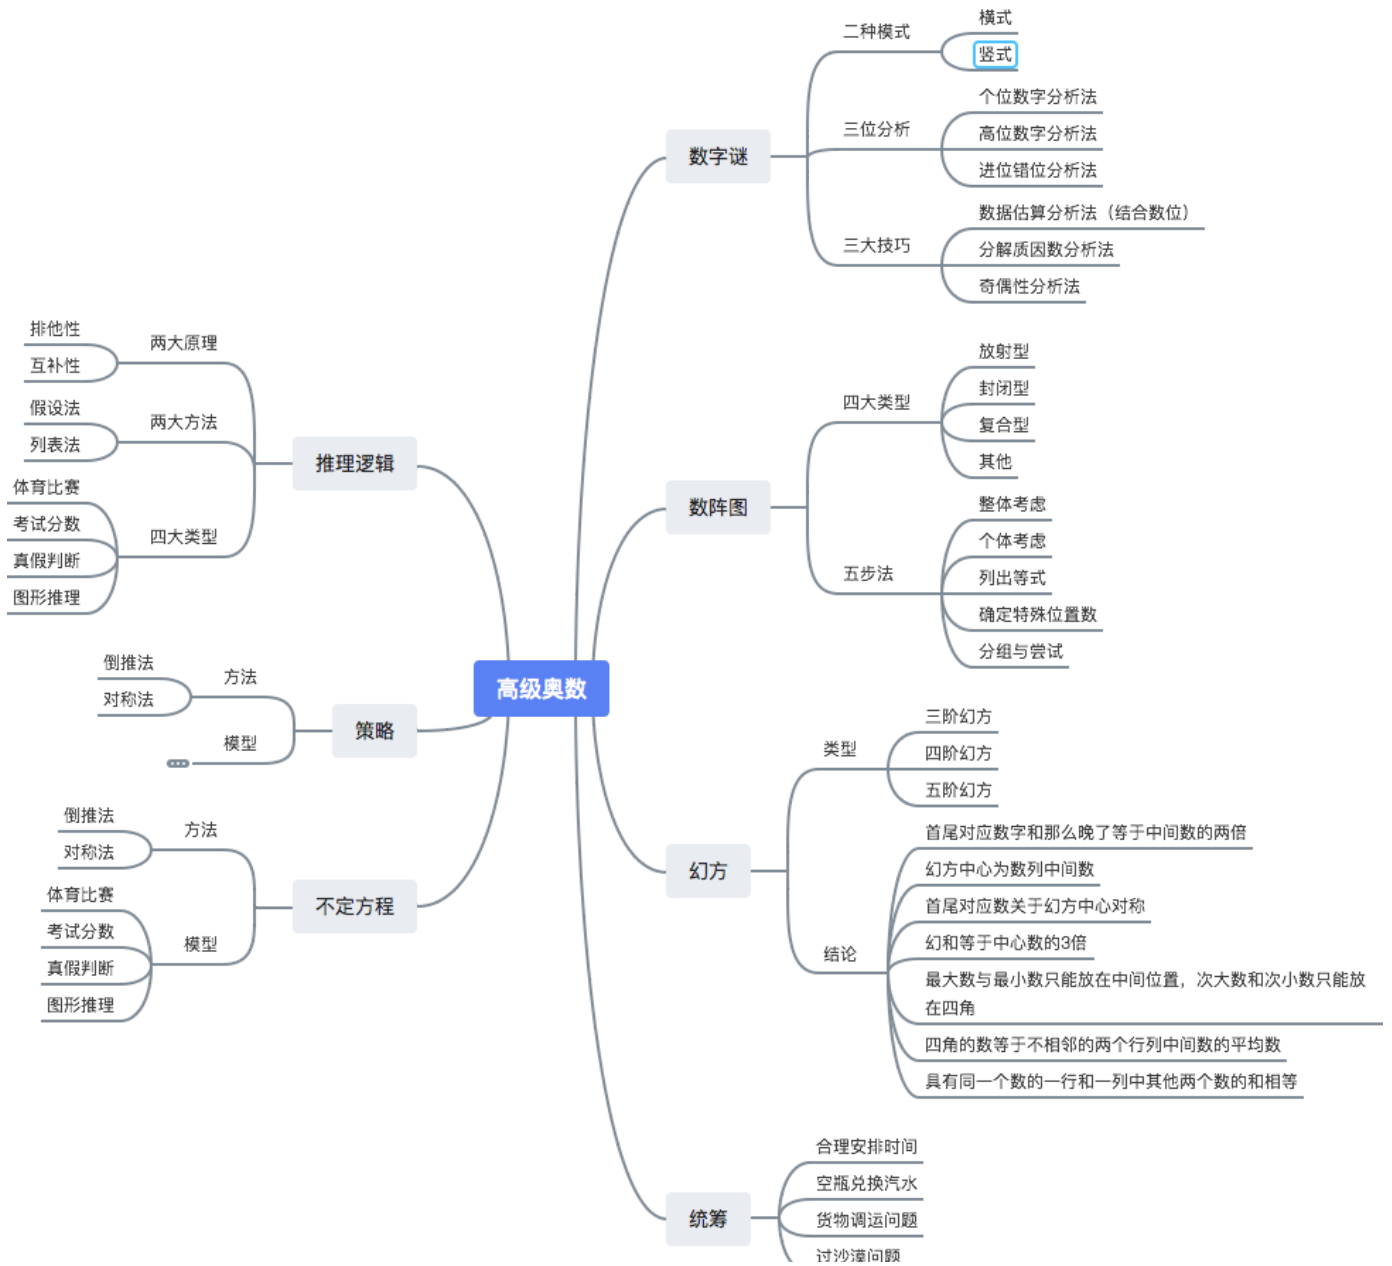 高级奥数
数字谜
二种模式
横式
竖式
三位分析
个位数字分析法
高位数字分析法
进位错位分析法
三大技巧
数据估算分析法（结合数位）
分解质因数分析法
奇偶性分析法
数阵图
四大类型
放射型
封闭型
复合型
其他
五步法
整体考虑
个体考虑
列出等式
确定特殊位置数
分组与尝试
幻方
类型
三阶幻方
四阶幻方
五阶幻方
结论
首尾对应数字和那么晚了等于中间数的两倍
幻方中心为数列中间数
首尾对应数关于幻方中心对称
幻和等于中心数的3倍
最大数与最小数只能放在中间位置，次大数和次小数只能放
在四角
四角的数等于不相邻的两个行列中间数的平均数
具有同一个数的一行和一列中其他两个数的和相等
统筹
合理安排时间
空瓶兑换汽水
货物调运问题
过沙漠问题
推理逻辑
两大原理
排他性
互补性
两大方法
假设法
列表法
四大类型
体育比赛
考试分数
真假判断
图形推理
策略
方法
倒推法
对称法
模型
不定方程
方法
倒推法
对称法
模型
体育比赛
考试分数
真假判断
图形推理